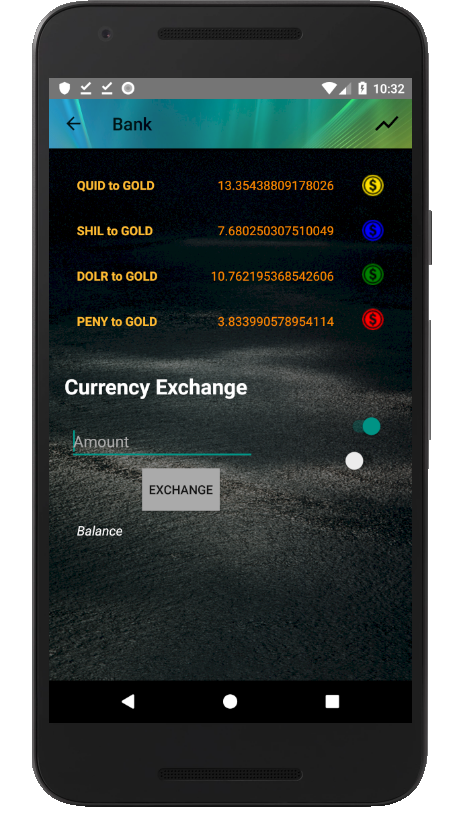 10:32
Bank
QUID to GOLD 13.35438809178026
SHIL to GOLD 7.680250307510049
DOLR to GOLD 10.762195368542606
PENY to GOLD 3.833990578954114
Currency Exchange
Amount
EXCHANGE
Balance